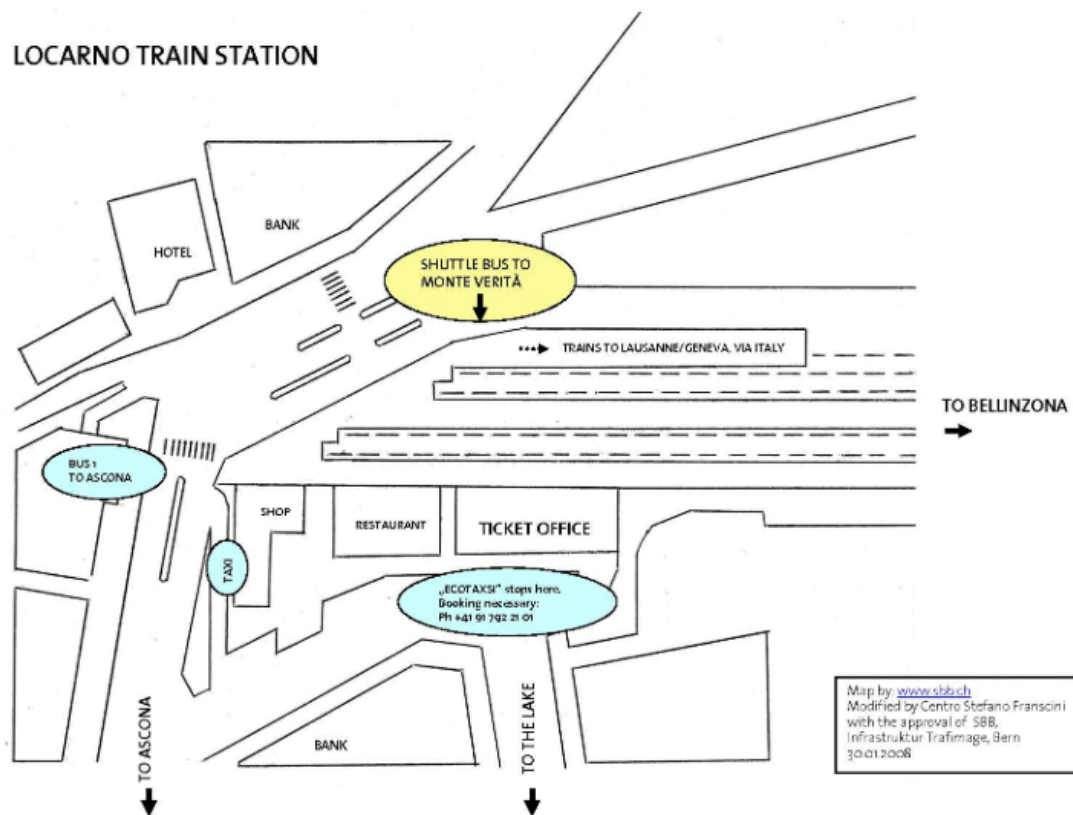 LOCARNO TRAIN STATION
BANK
HOTEL
SHUTTLE BUS TO
MONTE VERITÀ
TRAINS TO LAUSANNE/GENEVA, VIA ITALY
TO BELLINZONA
BUS 1
TO ASCONA
SHOP
RESTAURANT
TICKET OFFICE
TAXI
„ECOTAXSI" stops here.
Booking necessary:
Ph +41 91 792 21 01
TO ASCONA
BANK
TO THE LAKE
Map by: www.sbb.ch
Modified by Centro Stefano Franscini
with the approval of SBB,
Infrastruktur Trafimage, Bern
30.01.2008